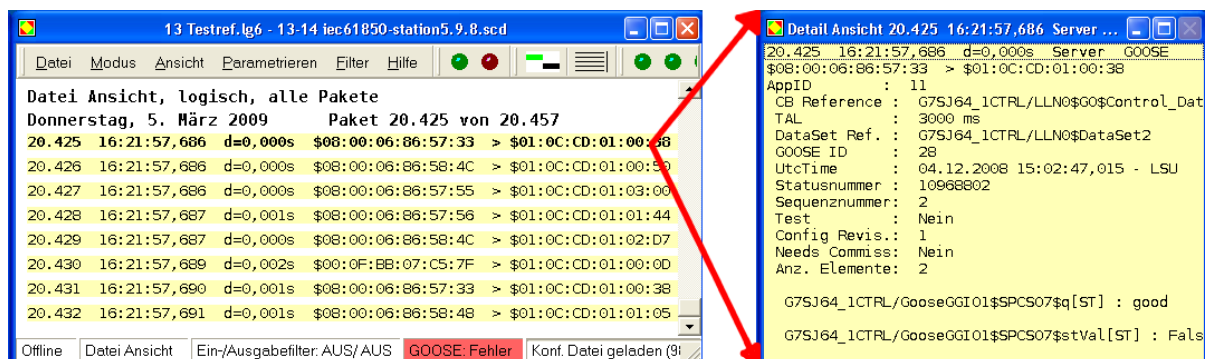 13 Testref.lg6 - 13-14 iec61850-station5.9.8.scd
Datei Modus Ansicht Parametrieren Filter Hilfe
Datei Ansicht, logisch, alle Pakete
Donnerstag, 5. März 2009 Paket 20.425 von 20.457
20.425 16:21:57,686 d=0,000s $08:00:06:86:57:33 > $01:0C:CD:01:00:38
20.426 16:21:57,686 d=0,000s $08:00:06:86:58:4C > $01:0C:CD:01:00:50
20.427 16:21:57,686 d=0,000s $08:00:06:86:57:55 > $01:0C:CD:01:03:00
20.428 16:21:57,687 d=0,001s $08:00:06:86:57:56 > $01:0C:CD:01:01:44
20.429 16:21:57,687 d=0,000s $08:00:06:86:58:4C > $01:0C:CD:01:02:D7
20.430 16:21:57,689 d=0,002s $00:0F:BB:07:C5:7F > $01:0C:CD:01:00:0D
20.431 16:21:57,690 d=0,001s $08:00:06:86:57:33 > $01:0C:CD:01:00:38
20.432 16:21:57,691 d=0,001s $08:00:06:86:58:48 > $01:0C:CD:01:01:05
Offline Datei Ansicht Ein-/Ausgabefilter: AUS/ AUS GOOSE: Fehler Konf. Datei geladen (9
Detail Ansicht 20.425 16:21:57,686 Server ...
20.425 16:21:57,686 d=0,000s Server GOOSE
$08:00:06:86:57:33 > $01:0C:CD:01:00:38
AppID : 11
CB Reference : G7SJ64_1CTRL/LLN0$GO$Control_Dat
TAL : 3000 ms
DataSet Ref. : G7SJ64_1CTRL/LLN0$DataSet2
GOOSE ID : 28
UtcTime : 04.12.2008 15:02:47,015 - LSU
Statusnummer : 10968802
Sequenznummer: 2
Test : Nein
Config Revis.: 1
Needs Commiss: Nein
Anz. Elemente: 2
G7SJ64_1CTRL/GooseGGIO1$SPCSO7$q[ST] : good
G7SJ64_1CTRL/GooseGGIO1$SPCSO7$stVal[ST] : Fals